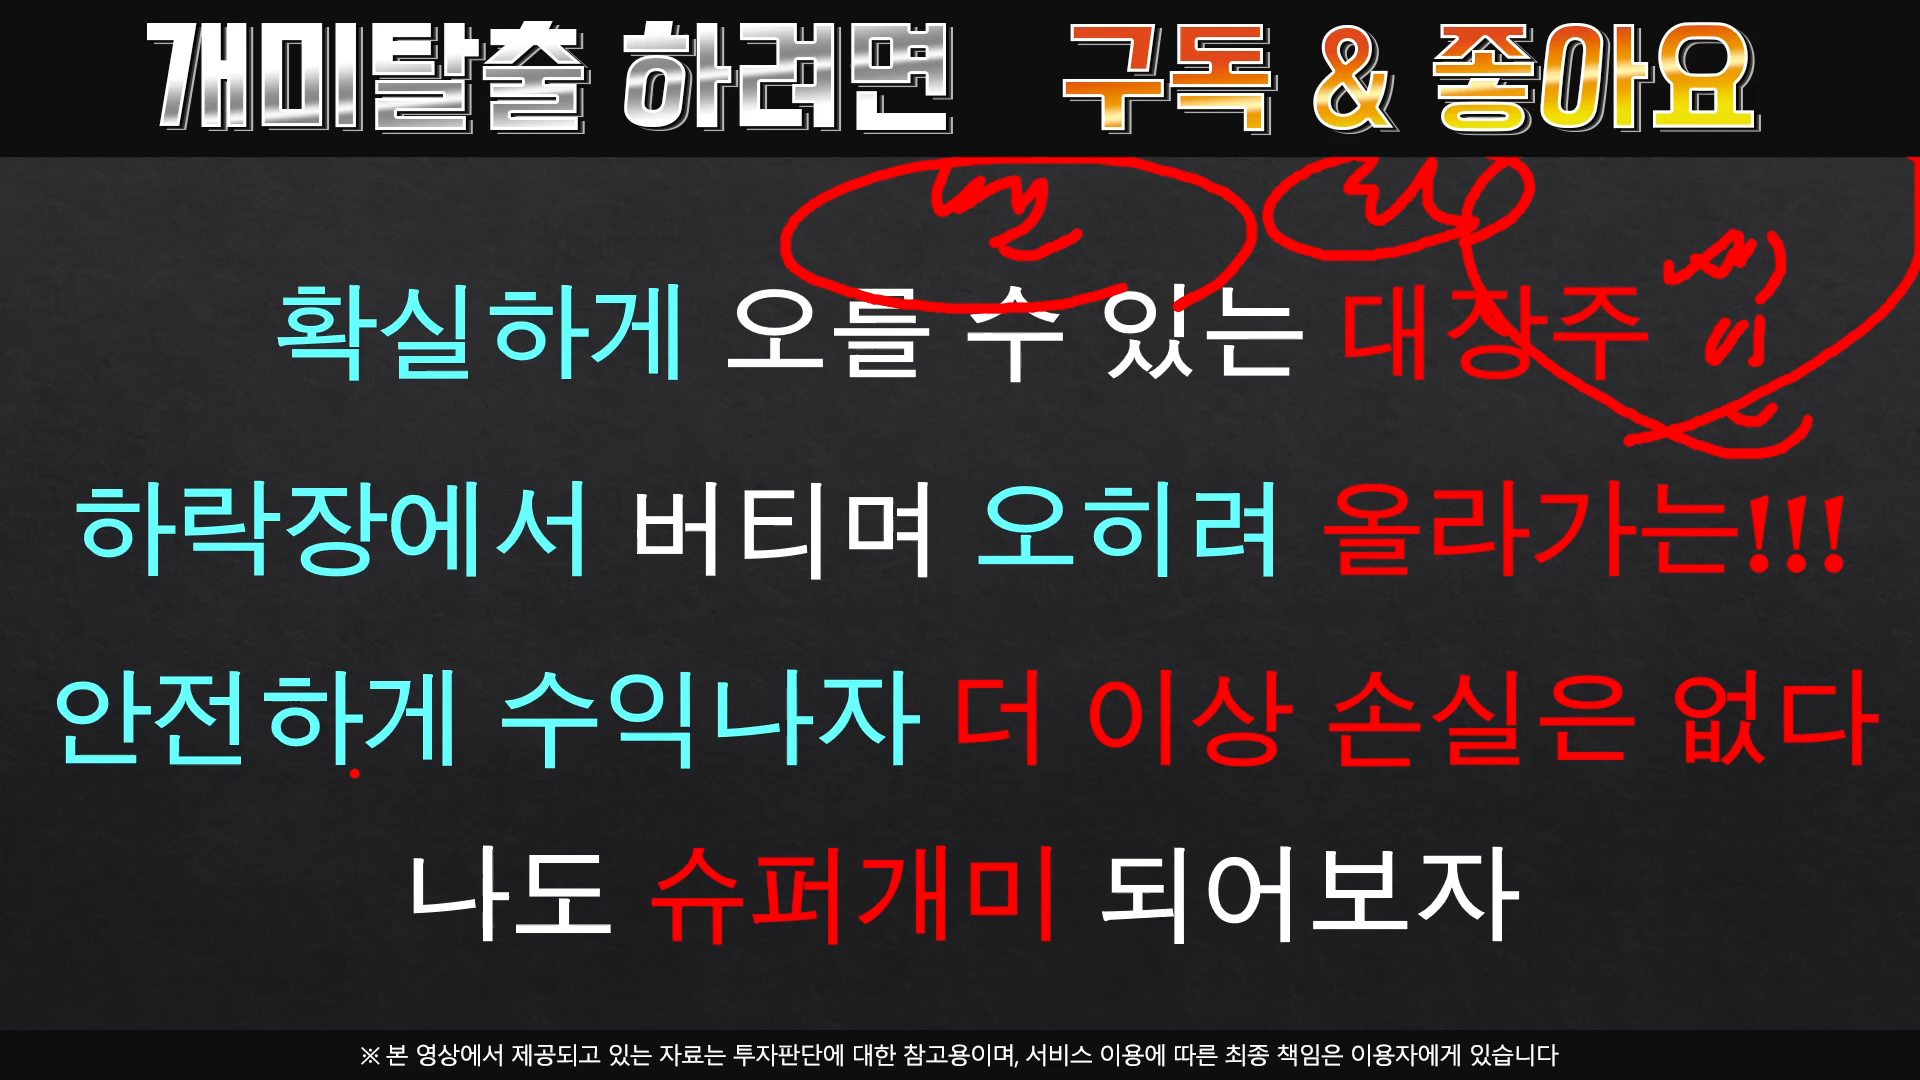 개미탈출 하려면 구독 & 좋아요
확실하게 오를 수 있는 대장주
하락장에서 버티며 오히려 올라가는!!!
안전하게 수익나자 더 이상 손실은 없다
나도 슈퍼개미 되어보자
※ 본 영상에서 제공되고 있는 자료는 투자판단에 대한 참고용이며, 서비스 이용에 따른 최종 책임은 이용자에게 있습니다